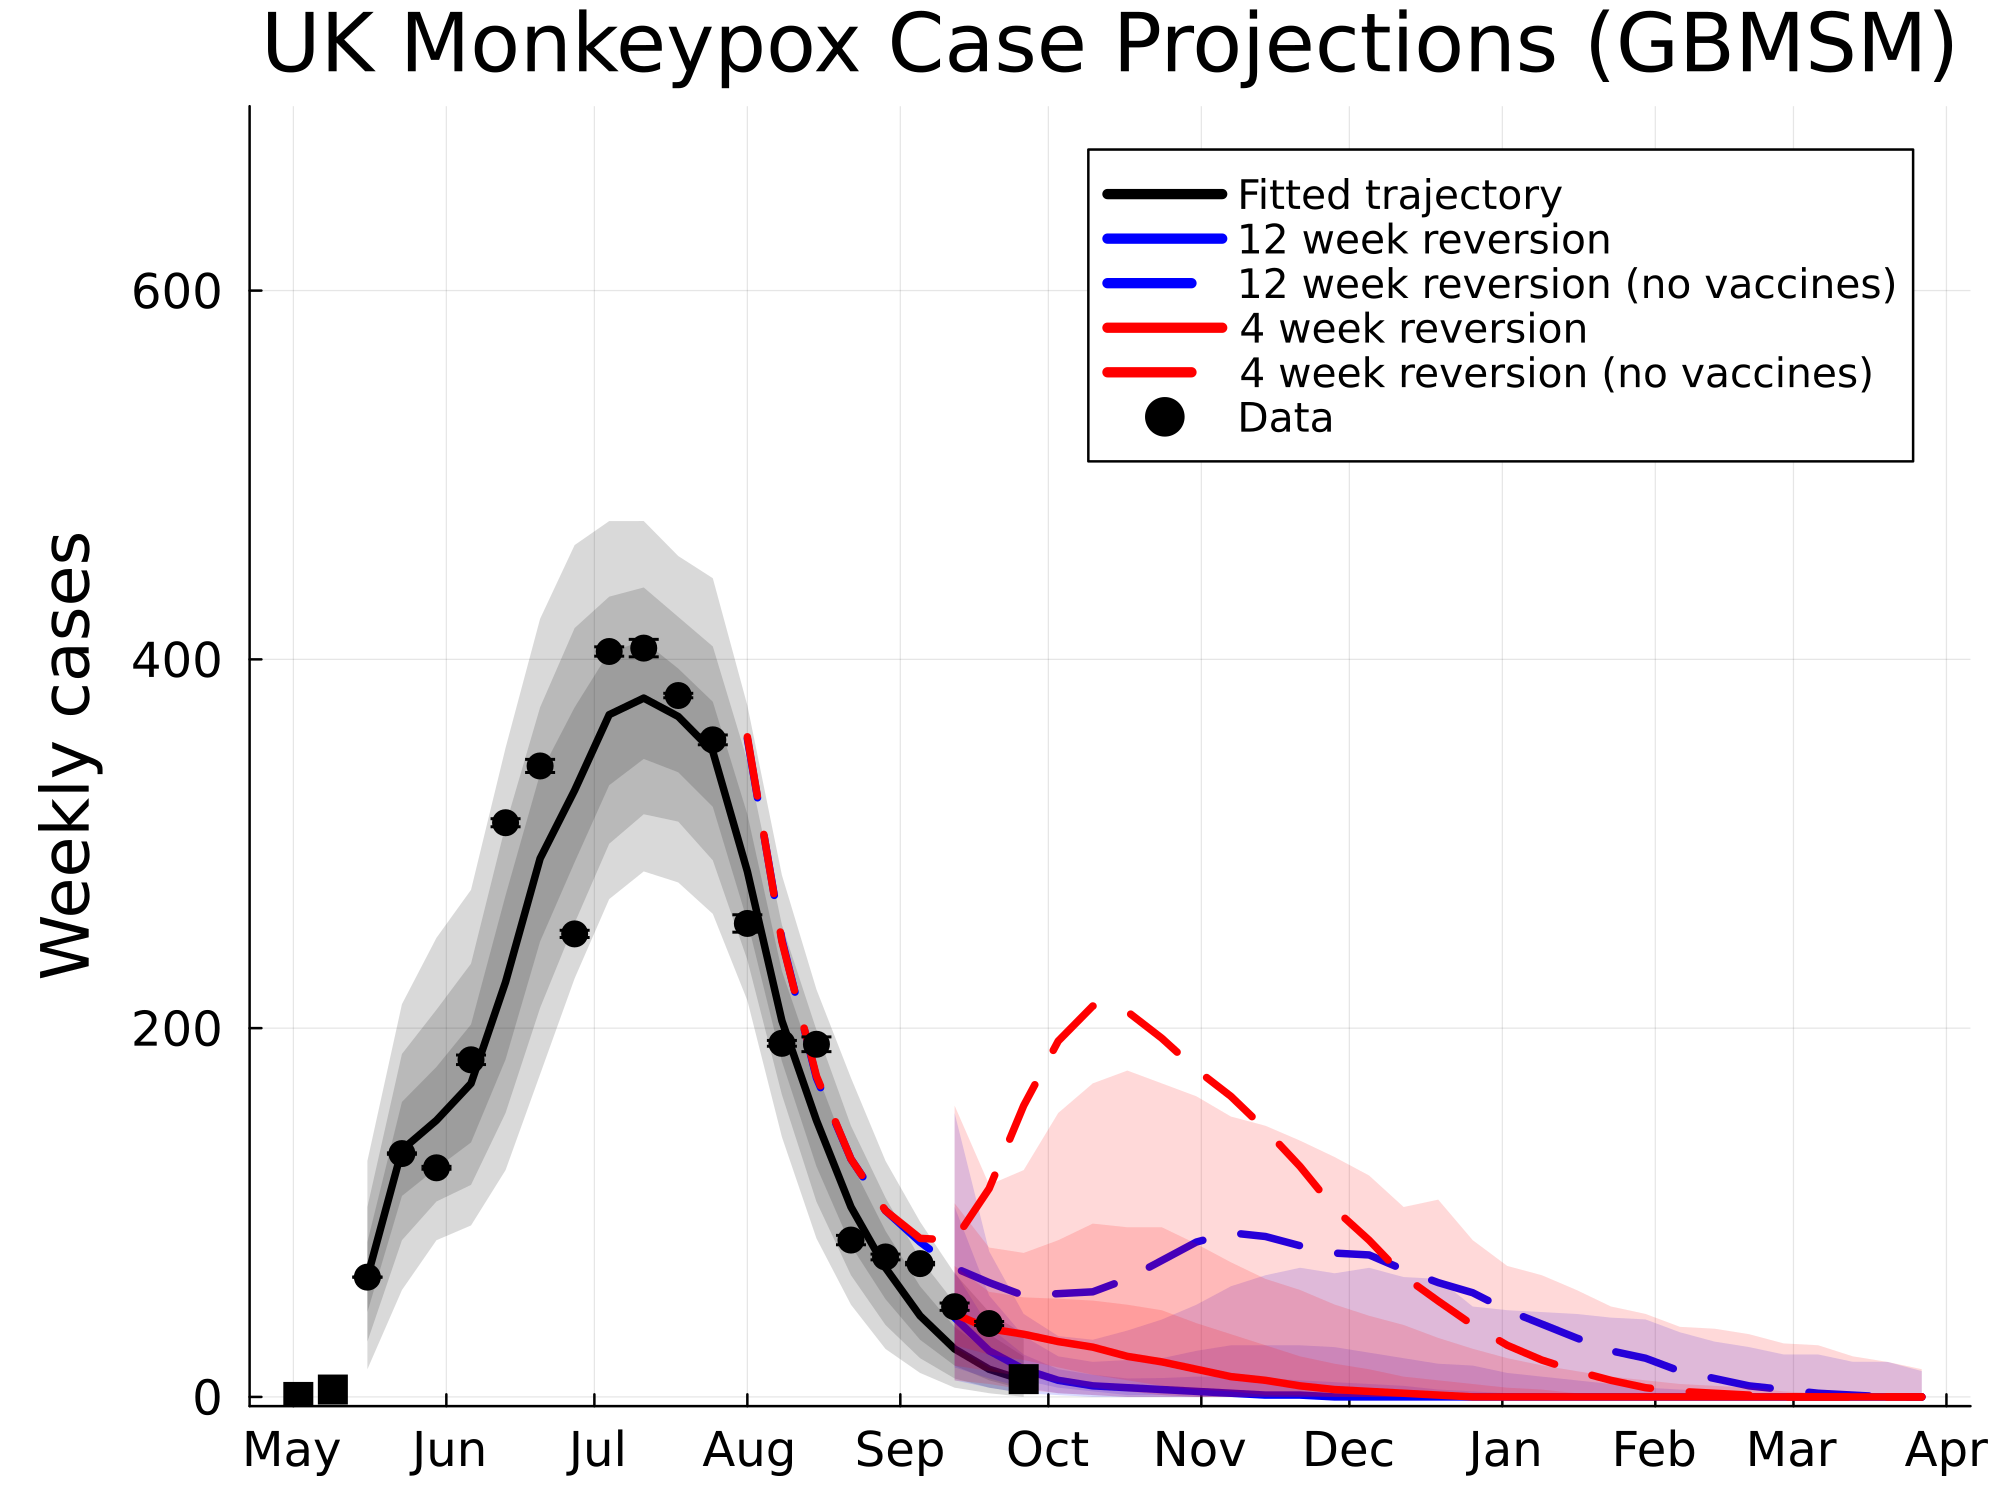 UK Monkeypox Case Projections (GBMSM)
Fitted trajectory
12 week reversion
12 week reversion (no vaccines)
4 week reversion
4 week reversion (no vaccines)
Data
Weekly cases
600
400
200
0
May Jun Jul Aug Sep Oct Nov Dec Jan Feb Mar Apr